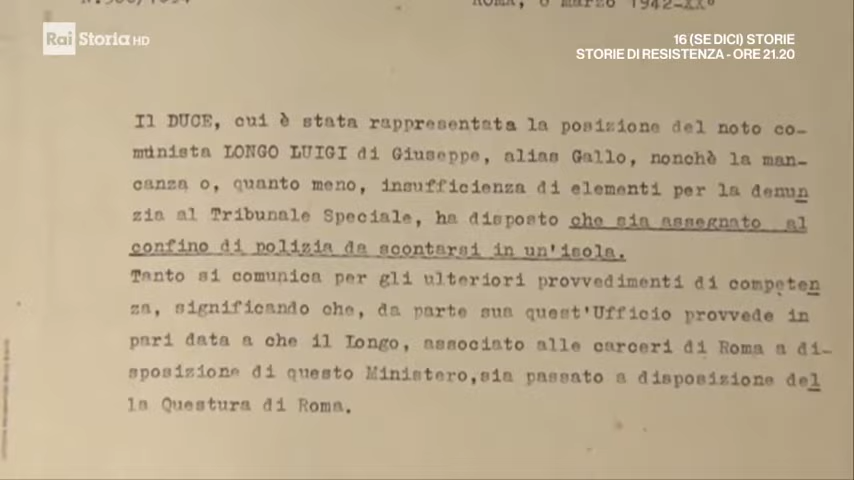 ROMA, 6 marzo 1942-XX°
Rai Storia HD
16 (SE DICI) STORIE
STORIE DI RESISTENZA - ORE 21.20
Il DUCE, cui è stata rappresentata la posizione del noto co-
munista LONGO LUIGI di Giuseppe, alias Gallo, nonchè la man-
canza o, quanto meno, insufficienza di elementi per la denun
zia al Tribunale Speciale, ha disposto che sia assegnato al
confino di polizia da scontarsi in un'isola.
Tanto si comunica per gli ulteriori provvedimenti di competen
za, significando che, da parte sua quest'Ufficio provvede in
pari data a che il Longo, associato alle carceri di Roma a di-
sposizione di questo Ministero,sia passato a disposizione del
la Questura di Roma.